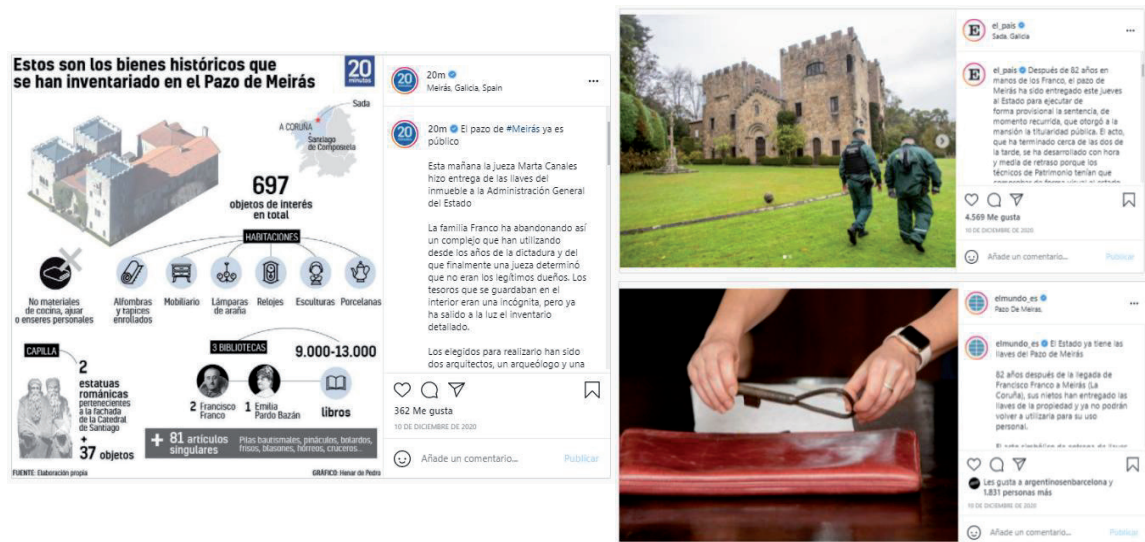 Estos son los bienes históricos que
se han inventariado en el Pazo de Meirás
20
minutos
Sada
A CORUÑA
Santiago
de Compostela
697
objetos de interés
en total
HABITACIONES
No materiales
de cocina, ajuar
o enseres personales
Alfombras
y tapices
enrollados
Mobiliario
Lámparas
de araña
Relojes
Esculturas
Porcelanas
CAPILLA
2
estatuas
románicas
pertenecientes
a la fachada
de la Catedral
de Santiago
+
37 objetos
3 BIBLIOTECAS
9.000-13.000
2 Francisco
Franco
1 Emilia
Pardo Bazán
libros
+ 81 artículos
singulares
Pilas bautismales, pináculos, bolardos,
frisos, blasones, hórreos, cruceros...
FUENTE: Elaboración propia
GRÁFICO: Henar de Pedro
20
20m
Meirás, Galicia, Spain
20
20m El pazo de #Meirás ya es
público
Esta mañana la jueza Marta Canales
hizo entrega de las llaves del
inmueble a la Administración General
del Estado
La familia Franco ha abandonando así
un complejo que han utilizando
desde los años de la dictadura y del
que finalmente una jueza determinó
que no eran los legítimos dueños. Los
tesoros que se guardaban en el
interior eran una incógnita, pero ya
ha salido a la luz el inventario
detallado.
Los elegidos para realizarlo han sido
dos arquitectos, un arqueólogo y una
362 Me gusta
10 DE DICIEMBRE DE 2020
Añade un comentario...
Publicar
E
el_pais
Sada, Galicia
E
el_pais Después de 82 años en
manos de los Franco, el pazo de
Meirás ha sido entregado este jueves
al Estado para ejecutar de
forma provisional la sentencia, de
momento recurrida, que otorgó a la
mansión la titularidad pública. El acto,
que ha terminado cerca de las dos de
la tarde, se ha desarrollado con hora
y media de retraso porque los
técnicos de Patrimonio tenían que
4.569 Me gusta
10 DE DICIEMBRE DE 2020
Añade un comentario...
Publicar
elmundo_es
Pazo De Meiras,
elmundo_es El Estado ya tiene las
llaves del Pazo de Meirás
82 años después de la llegada de
Francisco Franco a Meirás (La
Coruña), sus nietos han entregado las
llaves de la propiedad y ya no podrán
volver a utilizarla para su uso
personal.
Les gusta a argentinosenbarcelona y
1.831 personas más
10 DE DICIEMBRE DE 2020
Añade un comentario...
Publicar